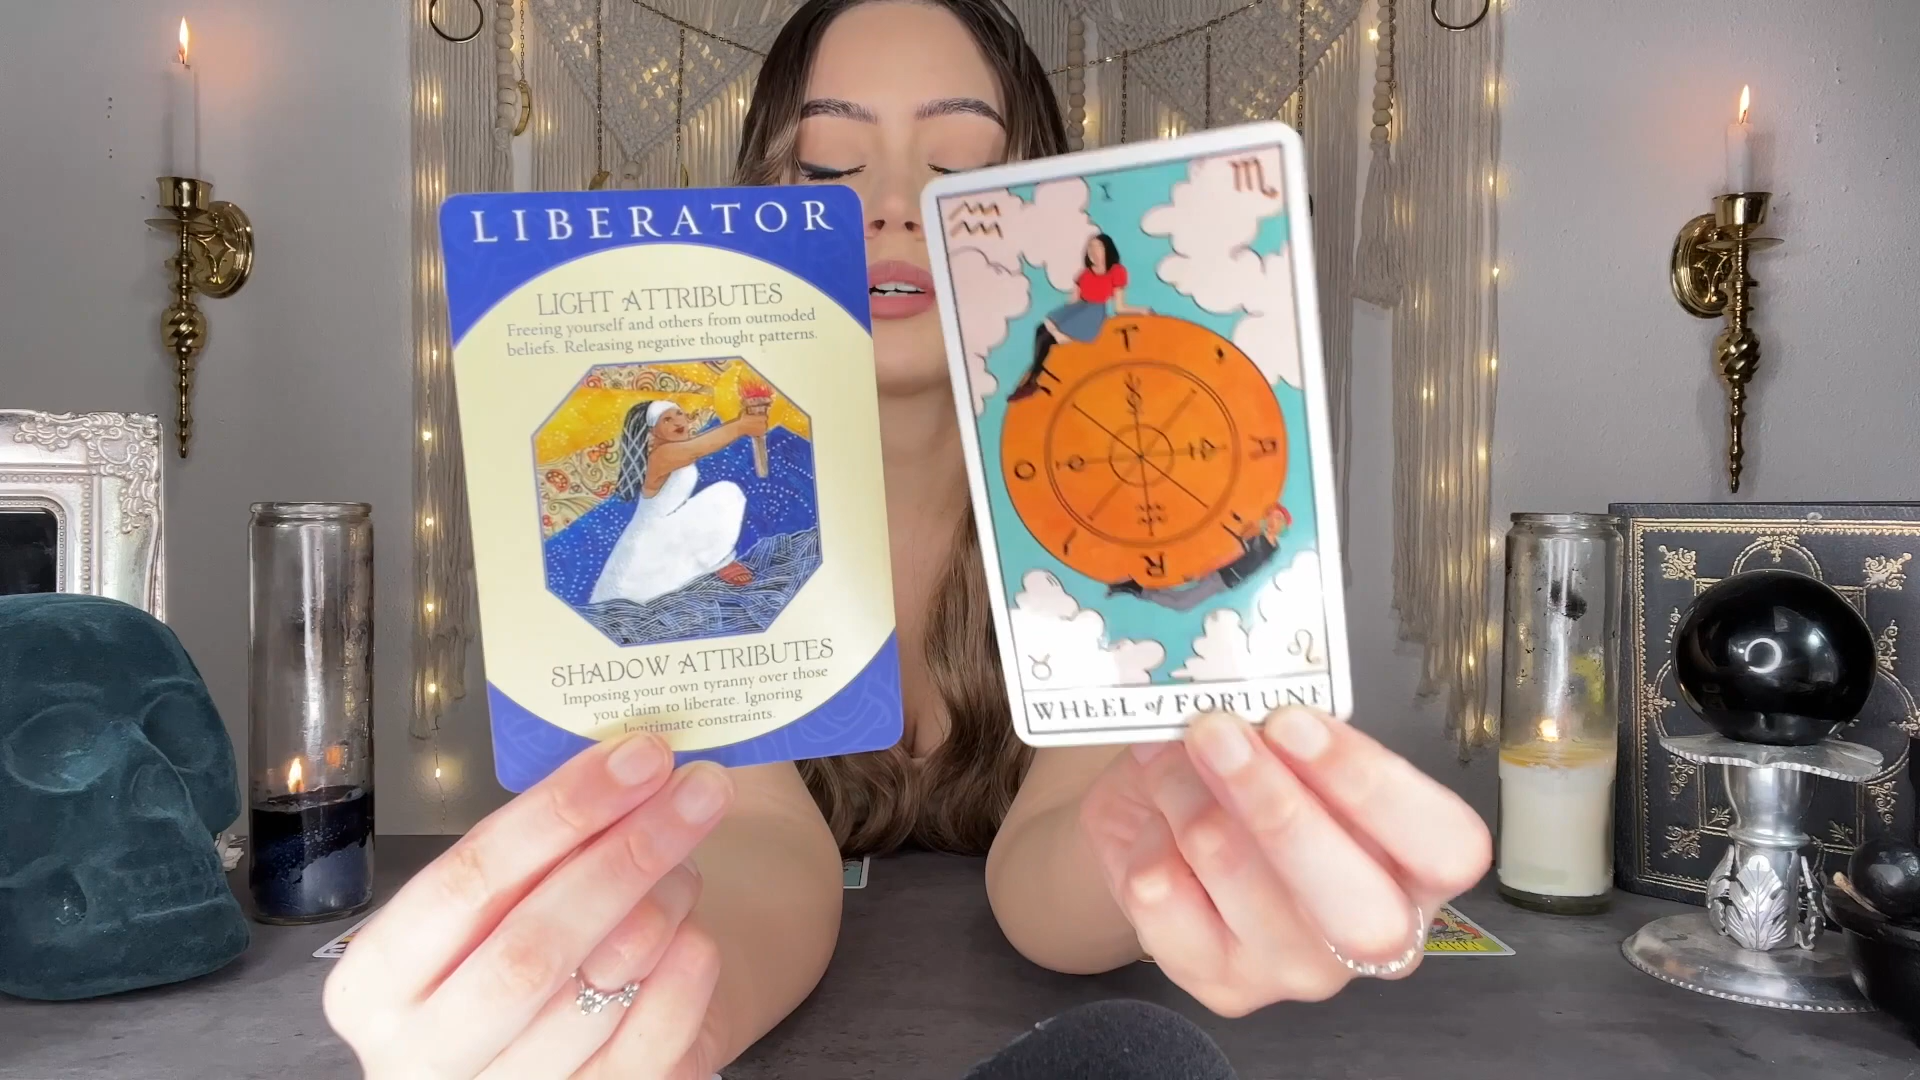 LIBERATOR
LIGHT ATTRIBUTES
Freeing yourself and others from outmoded
beliefs. Releasing negative thought patterns.
SHADOW ATTRIBUTES
Imposing your own tyranny over those
you claim to liberate. Ignoring
legitimate constraints.
♒ ♏
T
A
R
O
♉ ♌
WHEEL of FORTUNE